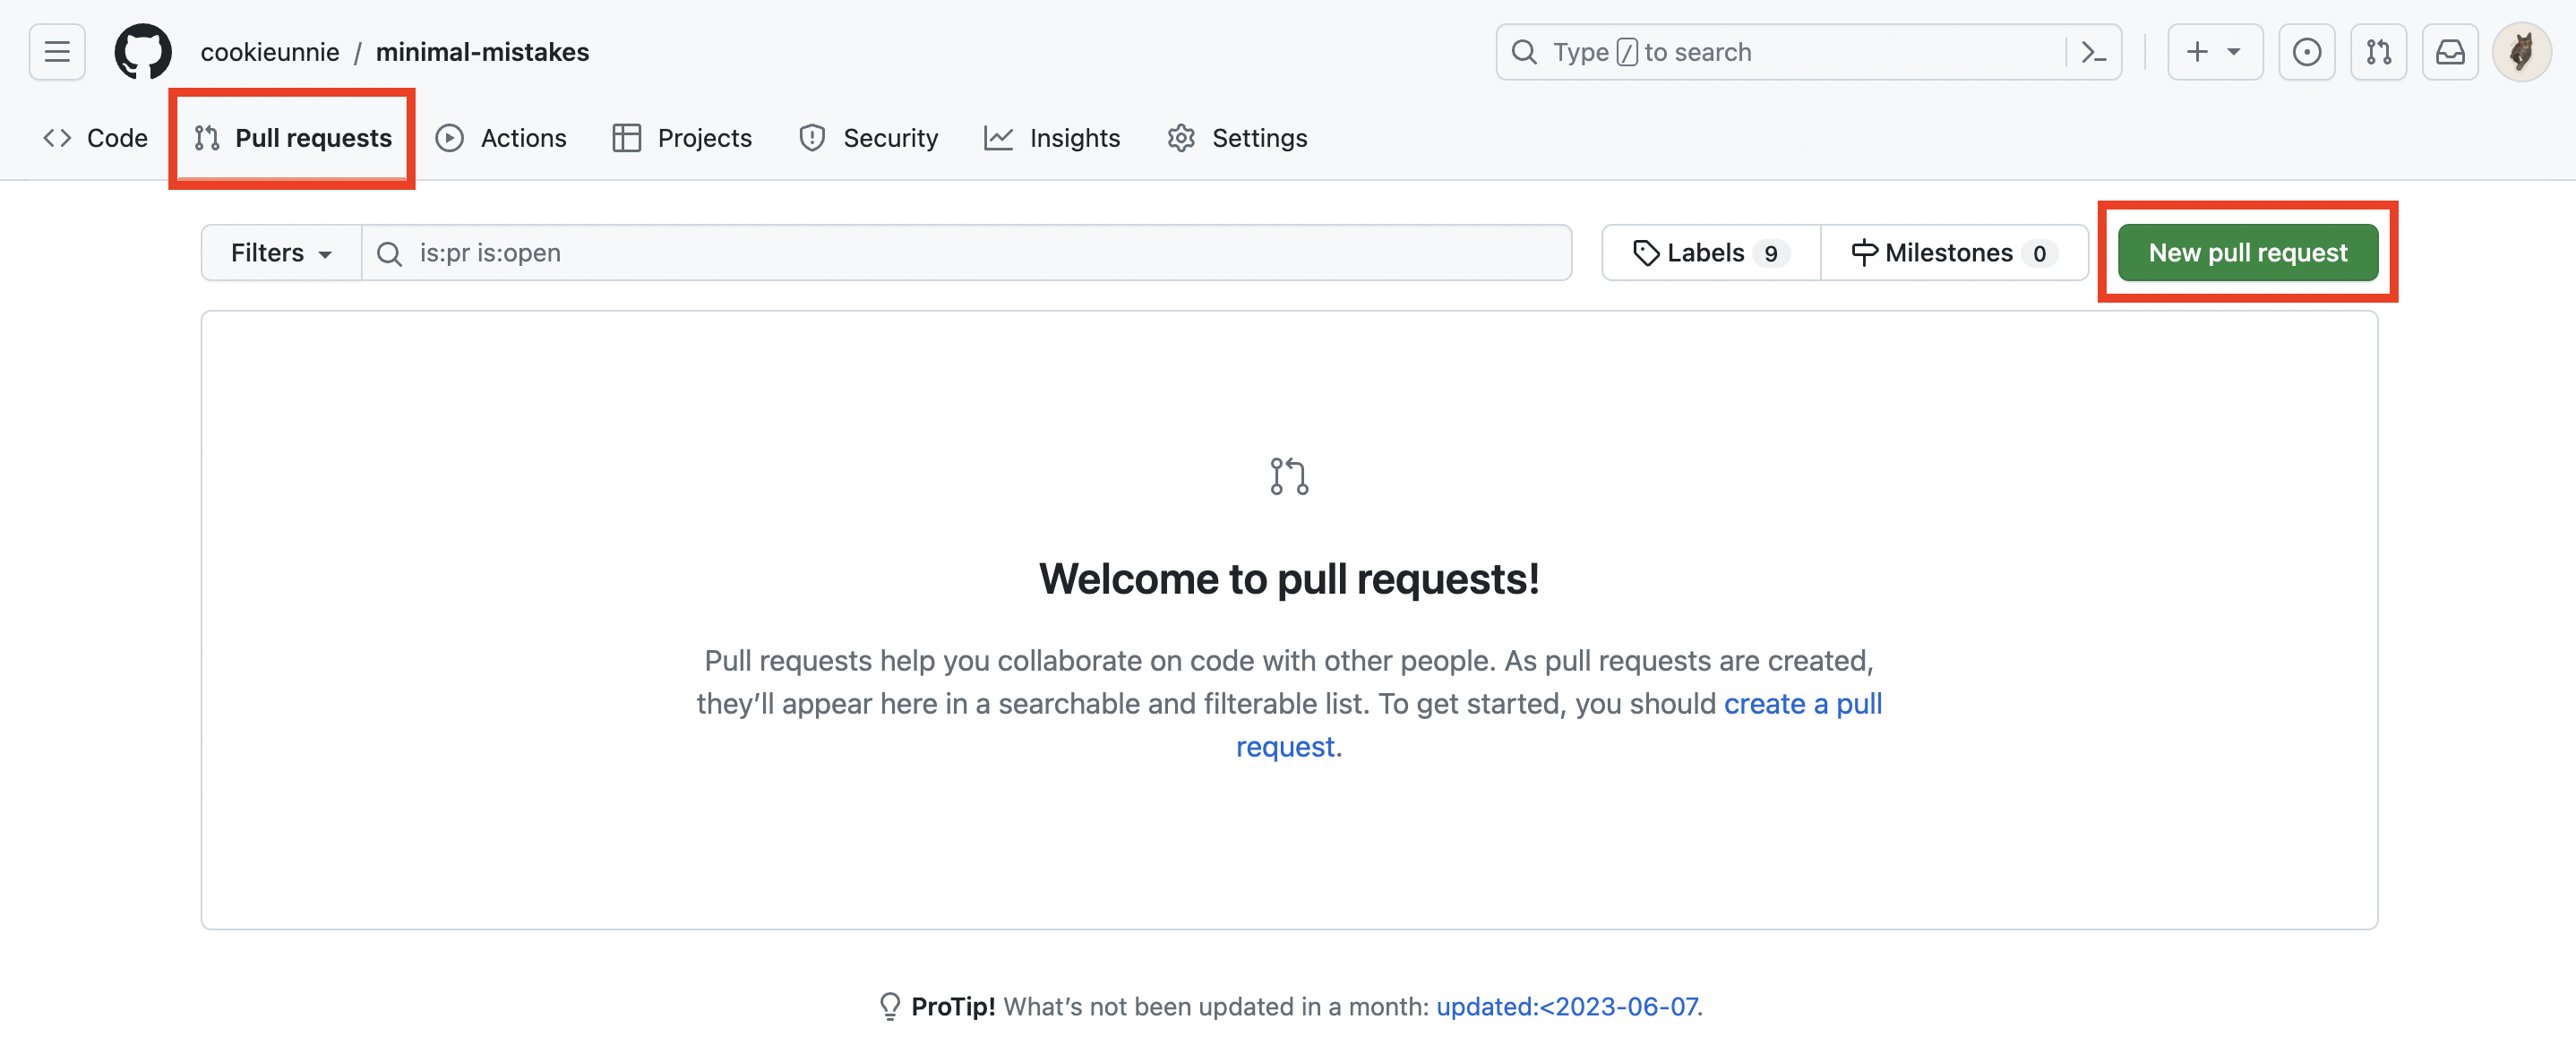 cookieunnie / minimal-mistakes
Type / to search
Code
Pull requests
Actions
Projects
Security
Insights
Settings
Filters
is:pr is:open
Labels 9
Milestones 0
New pull request
Welcome to pull requests!
Pull requests help you collaborate on code with other people. As pull requests are created,
they’ll appear here in a searchable and filterable list. To get started, you should create a pull
request.
ProTip! What’s not been updated in a month: updated:<2023-06-07.